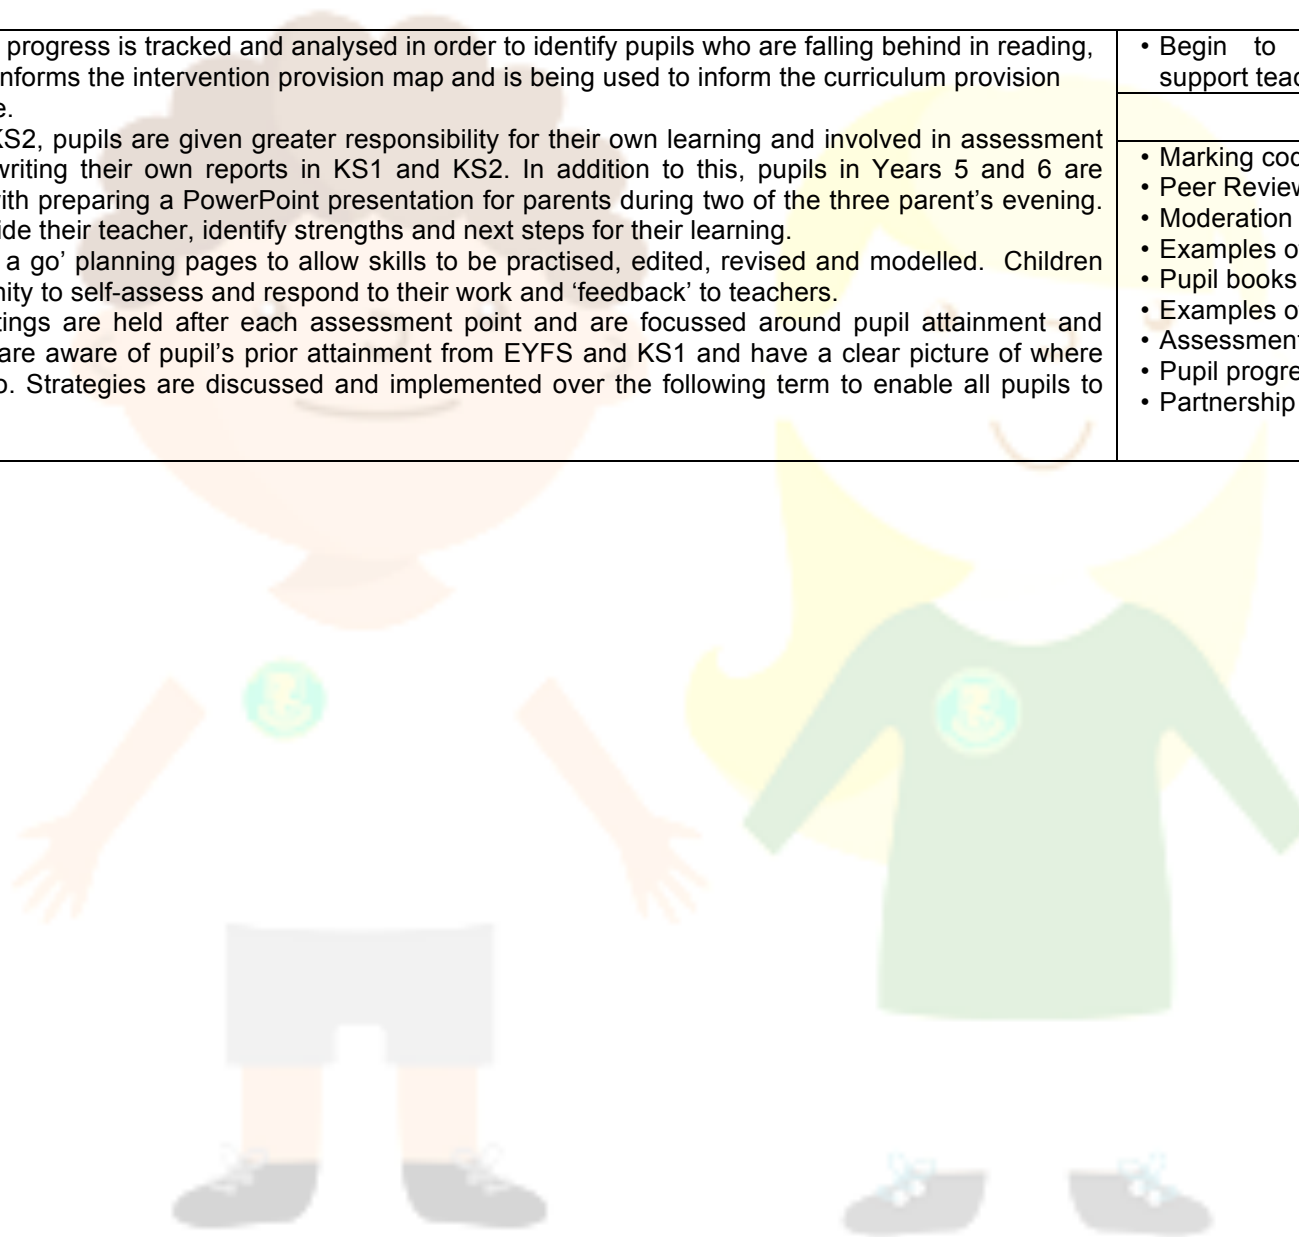 progress is tracked and analysed in order to identify pupils who are falling behind in reading,
nforms the intervention provision map and is being used to inform the curriculum provision
e.
KS2, pupils are given greater responsibility for their own learning and involved in assessment
writing their own reports in KS1 and KS2. In addition to this, pupils in Years 5 and 6 are
ith preparing a PowerPoint presentation for parents during two of the three parent's evening.
ide their teacher, identify strengths and next steps for their learning.
a go' planning pages to allow skills to be practised, edited, revised and modelled. Children
nity to self-assess and respond to their work and 'feedback' to teachers.
tings are held after each assessment point and are focussed around pupil attainment and
are aware of pupil's prior attainment from EYFS and KS1 and have a clear picture of where
o. Strategies are discussed and implemented over the following term to enable all pupils to
• Begin to
support teac
• Marking cod
• Peer Review
• Moderation
• Examples o
• Pupil books
• Examples o
• Assessment
• Pupil progre
• Partnership